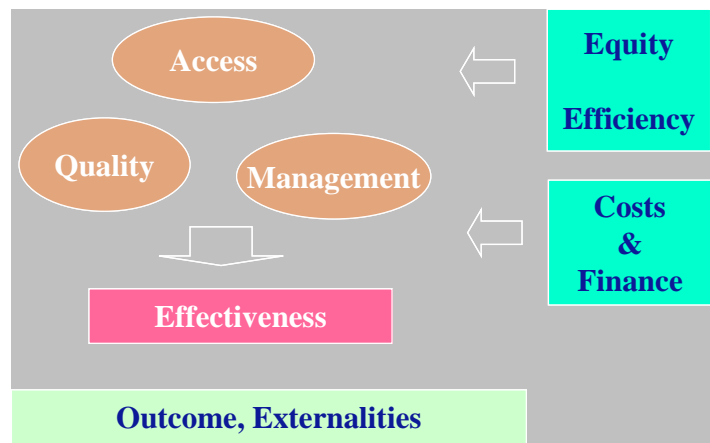 Access
Quality
Management
Effectiveness
Outcome, Externalities
Equity
Efficiency
Costs
&
Finance